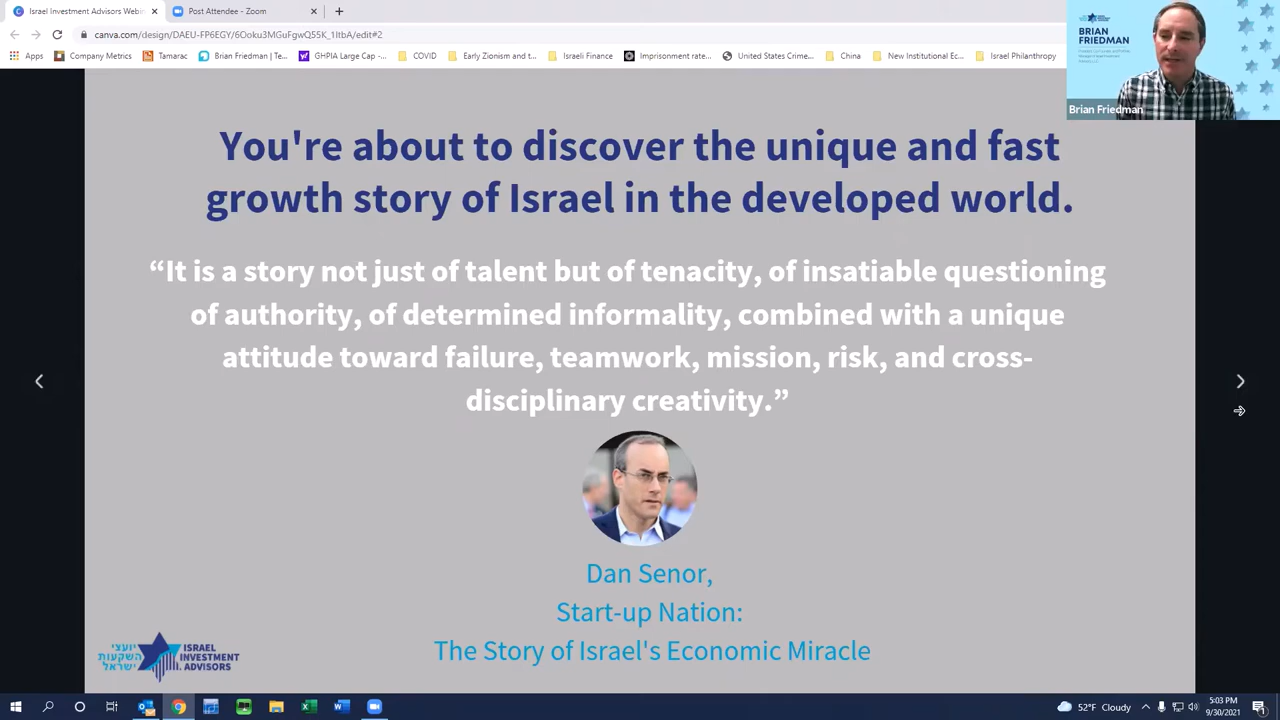 Israel Investment Advisors Webin
Post Attendee - Zoom
canva.com/design/DAEU-FP6EGY/6Ooku3MGuFgwQ55K_1ItbA/edit#2
Apps
Company Metrics
Tamarac
Brian Friedman | Te...
GHPIA Large Cap
COVID
Early Zionism and t...
Israeli Finance
Imprisonment rate...
United States Crime...
China
New Institutional Ec...
Israel Philanthropy
BRIAN
FRIEDMAN
Brian Friedman
You're about to discover the unique and fast
growth story of Israel in the developed world.
“It is a story not just of talent but of tenacity, of insatiable questioning
of authority, of determined informality, combined with a unique
attitude toward failure, teamwork, mission, risk, and cross-
disciplinary creativity.”
Dan Senor,
Start-up Nation:
The Story of Israel's Economic Miracle
יועצי
השקעות
ישראל
ISRAEL
INVESTMENT
ADVISORS
52°F Cloudy
5:03 PM
9/30/2021